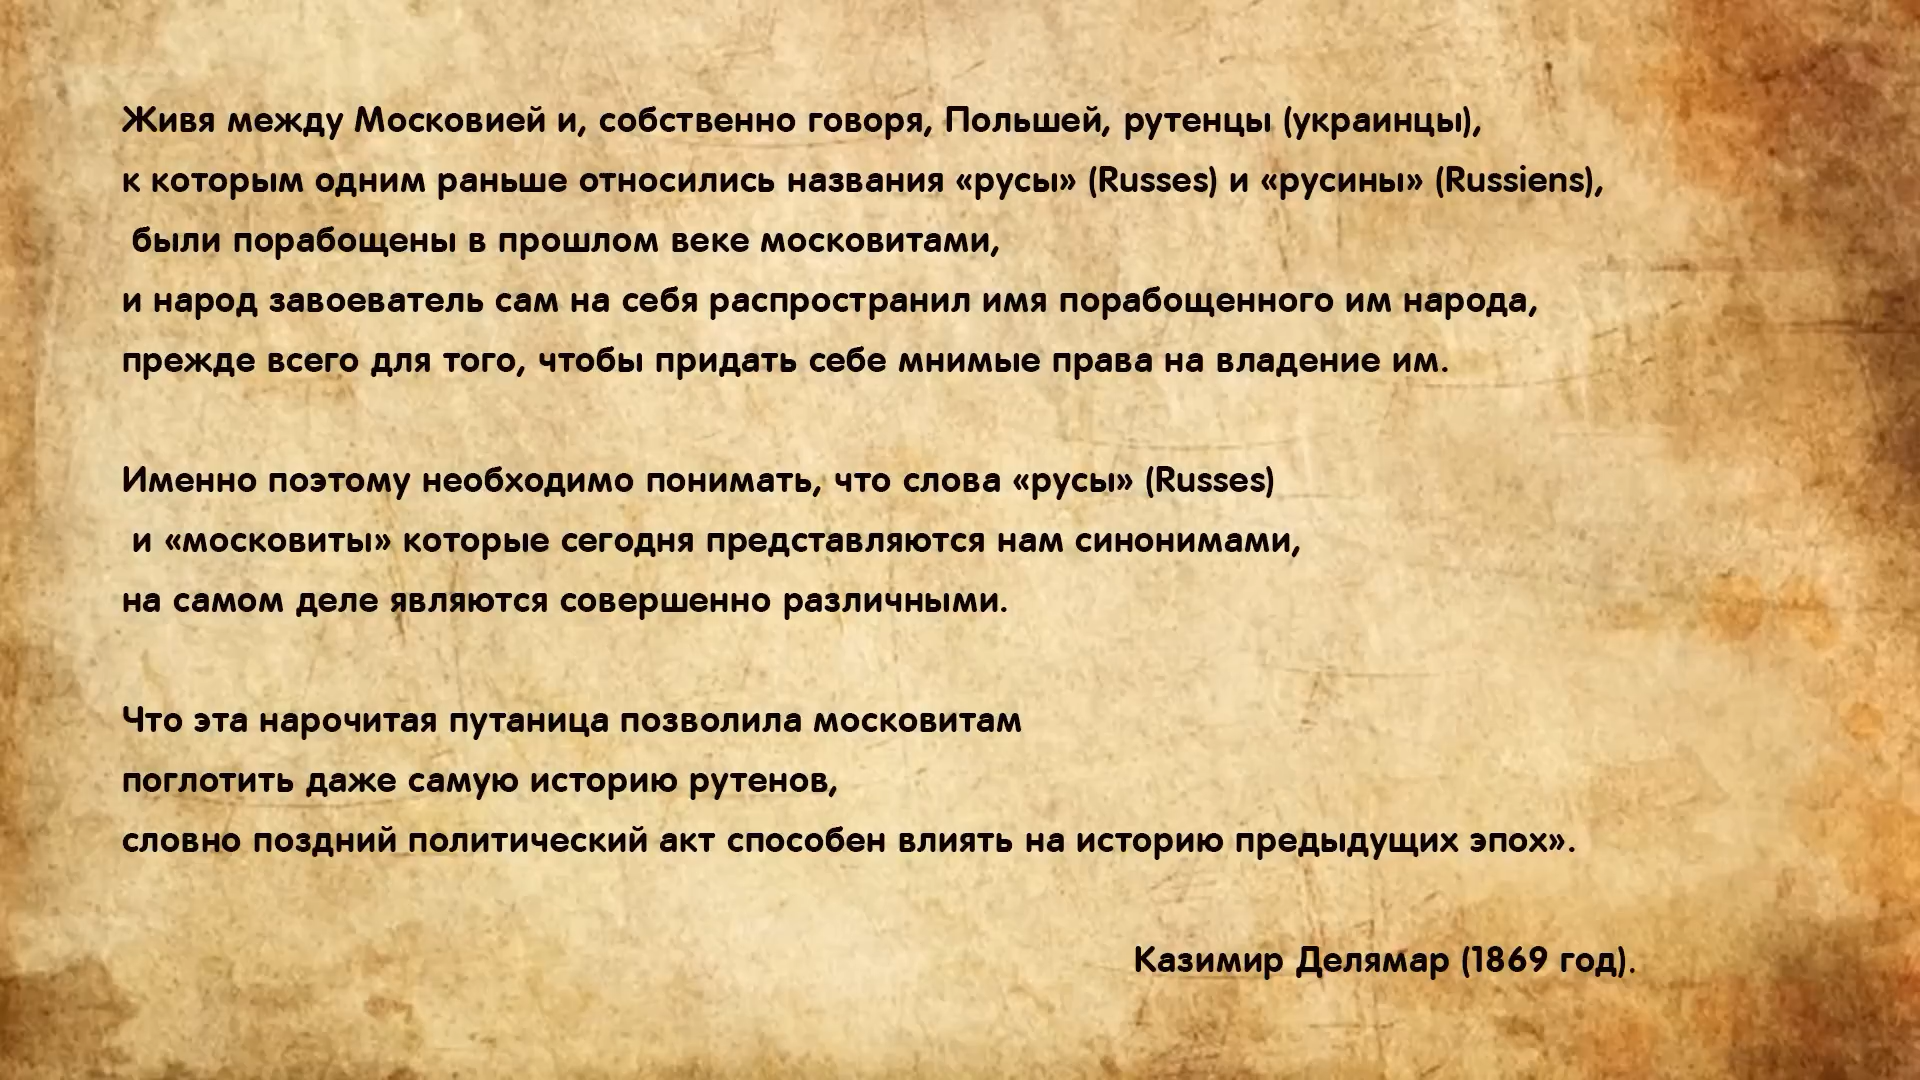 Живя между Московией и, собственно говоря, Польшей, рутенцы (украинцы),
к которым одним раньше относились названия «русы» (Russes) и «русины» (Russiens),
были порабощены в прошлом веке московитами,
и народ завоеватель сам на себя распространил имя порабощенного им народа,
прежде всего для того, чтобы придать себе мнимые права на владение им.
Именно поэтому необходимо понимать, что слова «русы» (Russes)
и «московиты» которые сегодня представляются нам синонимами,
на самом деле являются совершенно различными.
Что эта нарочитая путаница позволила московитам
поглотить даже самую историю рутенов,
словно поздний политический акт способен влиять на историю предыдущих эпох».
Казимир Делямар (1869 год).